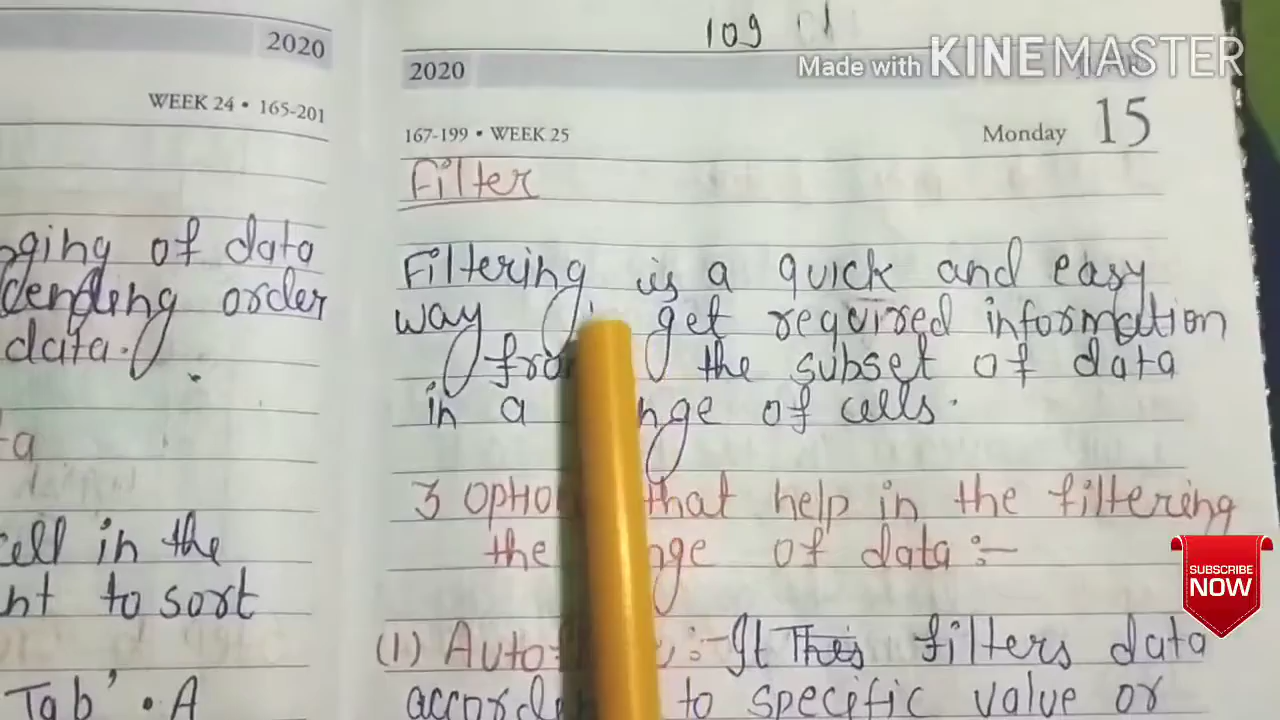 2020
WEEK 24 • 165-201
ging of data
order
data.
ta
cell in the
nt to sort
Tab'. A
109
2020
Made with KINEMASTER
167-199 • WEEK 25
Monday 15
Filter
Filtering is a quick and easy
way get required information
the subset of data
in a of cells.
3 that help in the filtering
the of data :-
SUBSCRIBE
NOW
(1) :- It This filters data
to specific value or